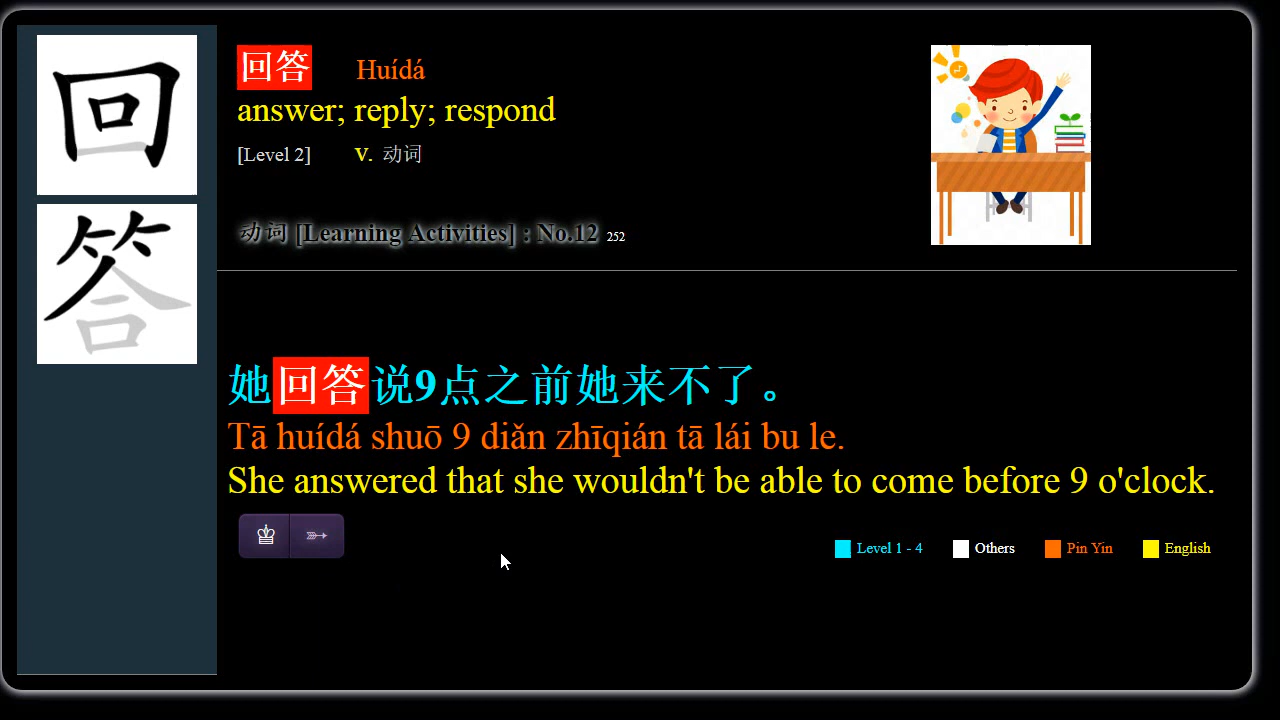 回
答
回答 Huídá
answer; reply; respond
[Level 2] V. 动词
动词 [Learning Activities] : No.12 252
她回答说9点之前她来不了。
Tā huídá shuō 9 diǎn zhīqián tā lái bu le.
She answered that she wouldn't be able to come before 9 o'clock.
Level 1 - 4 Others Pin Yin English